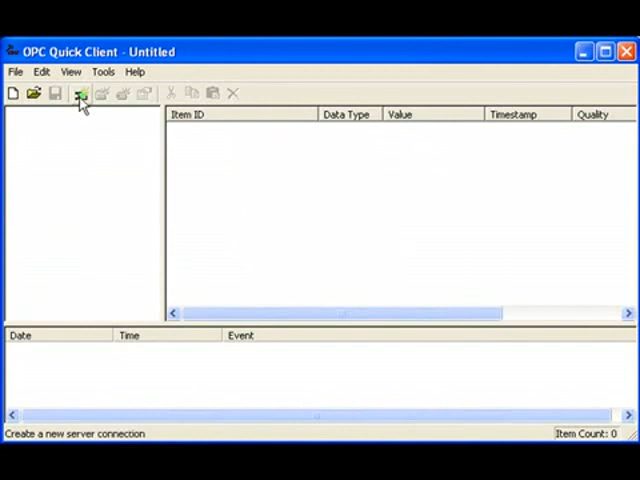 OPC Quick Client - Untitled
File Edit View Tools Help
Item ID Data Type Value Timestamp Quality
Date Time Event
Create a new server connection Item Count: 0